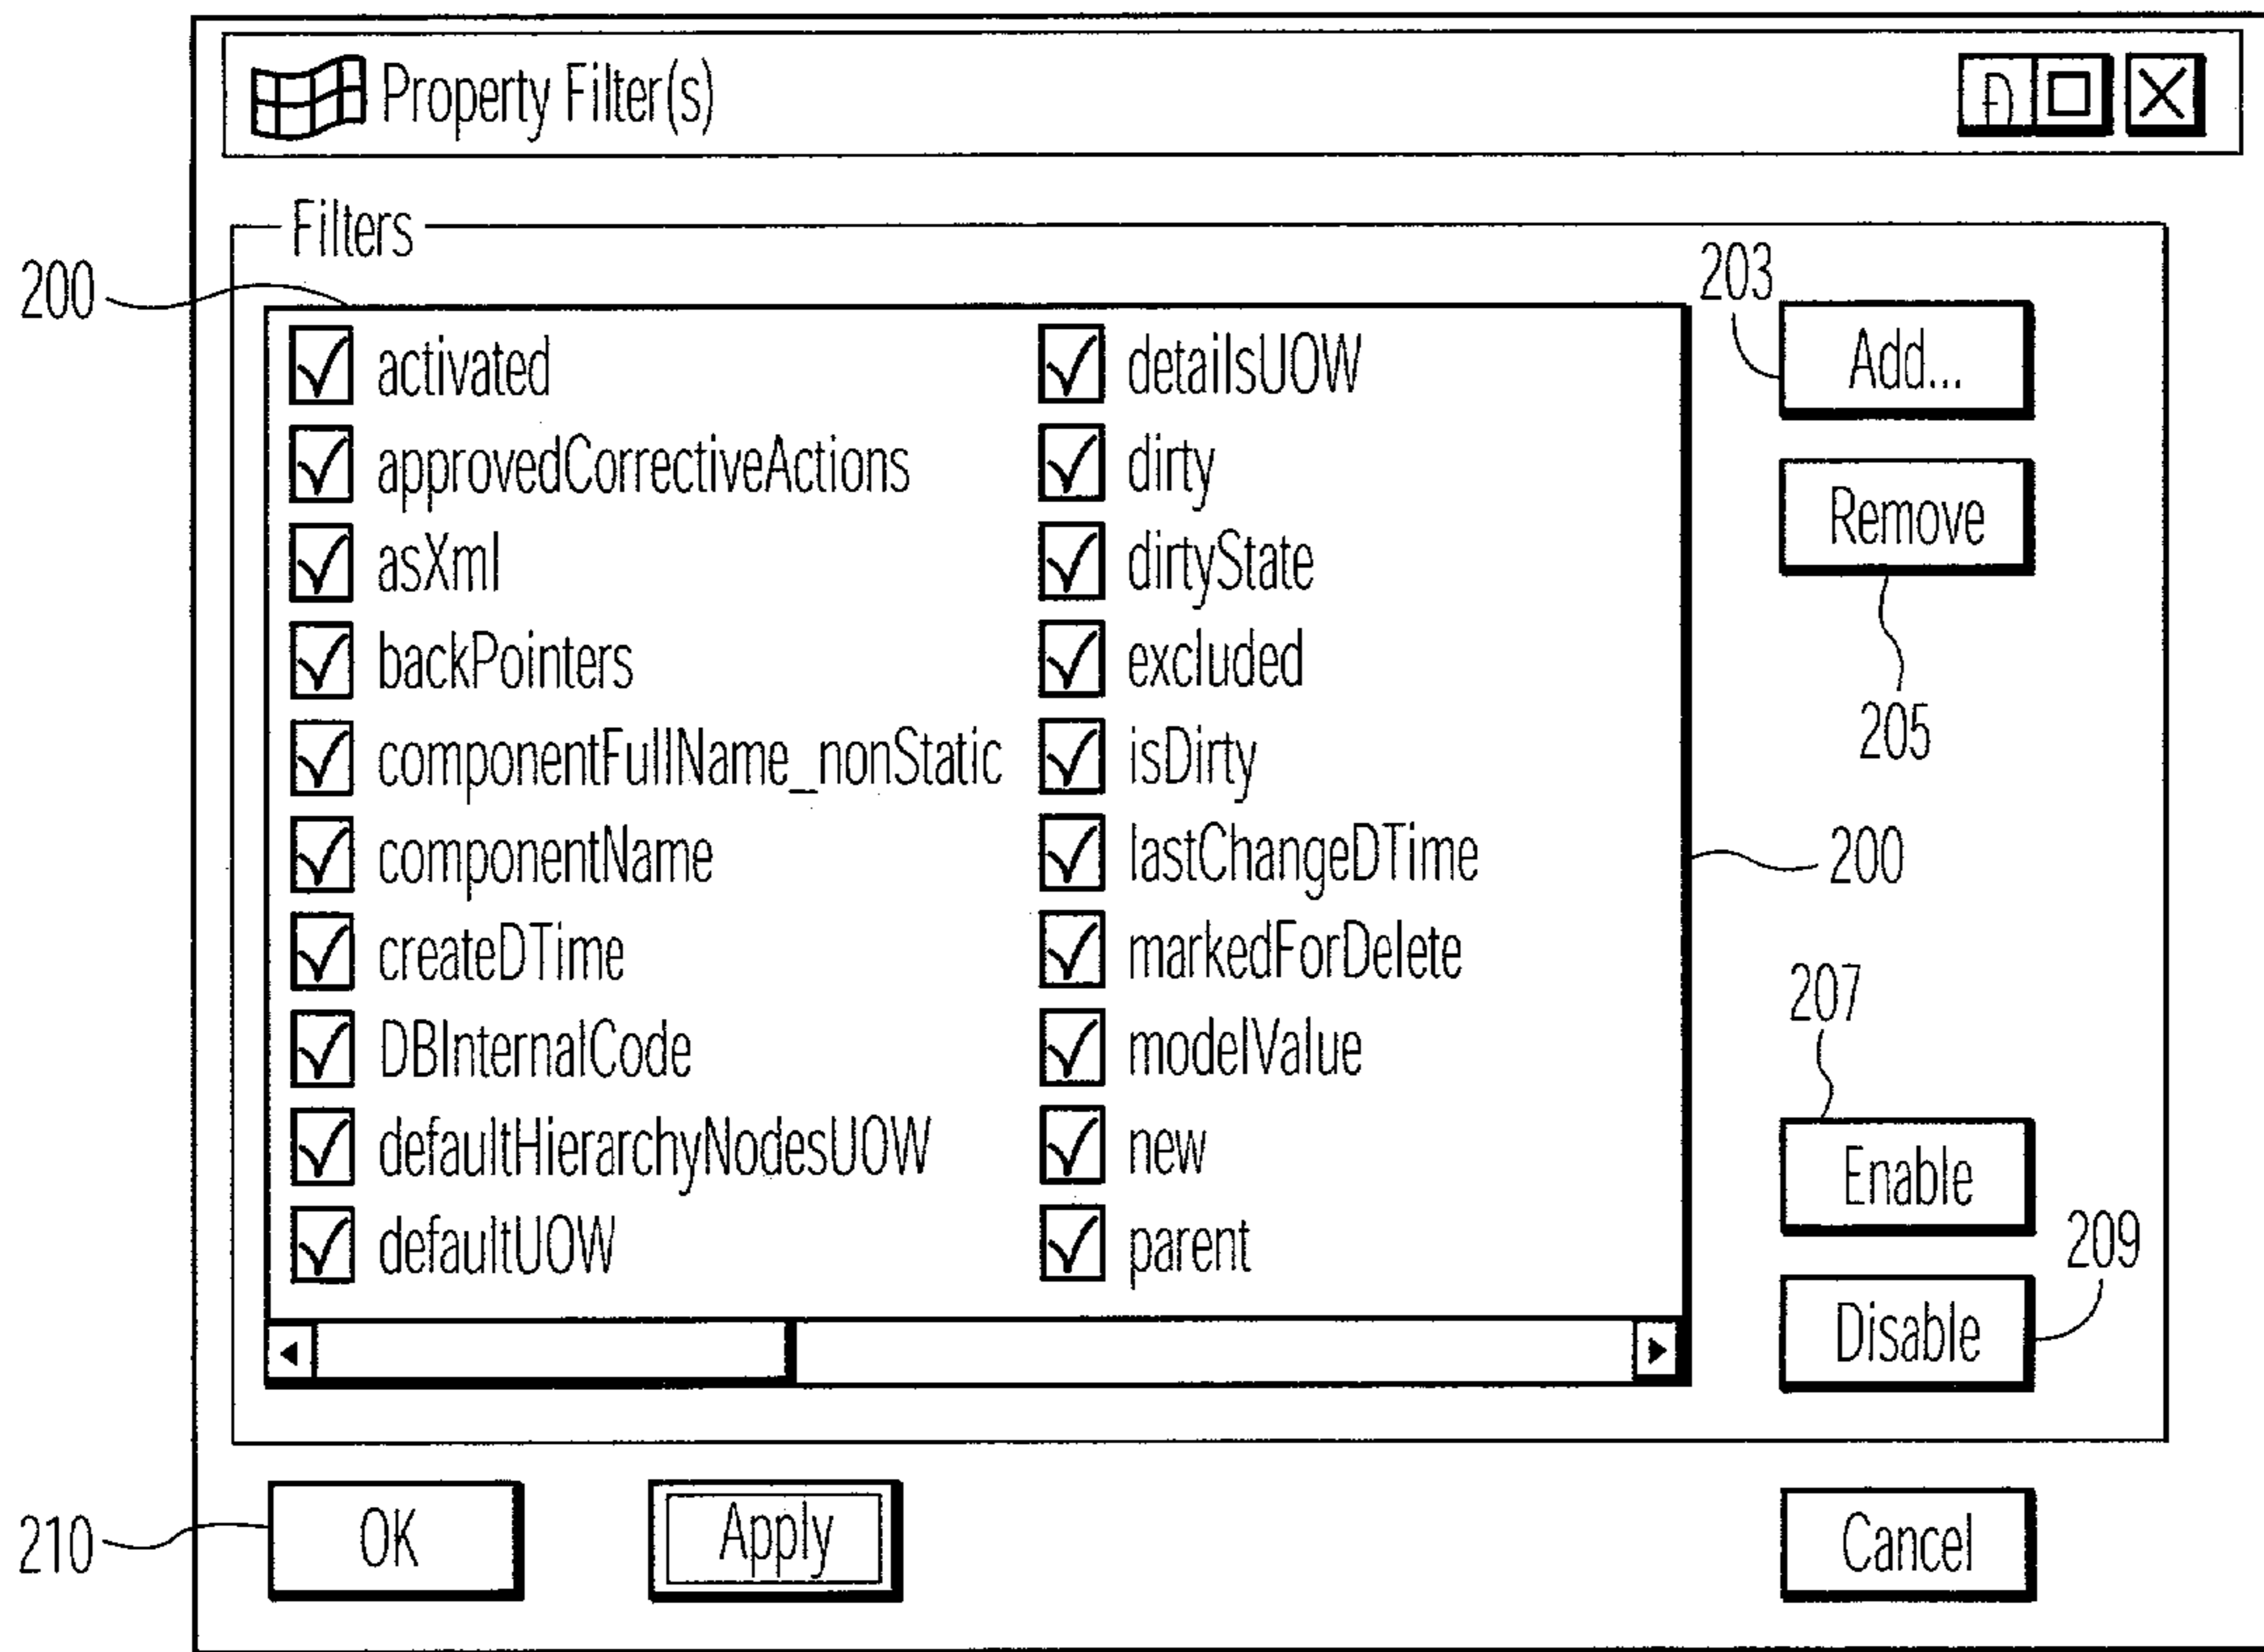 Property Filter(s)
Filters
200
203
activated
detailsUOW
Add...
approvedCorrectiveActions
dirty
Remove
asXml
dirtyState
backPointers
excluded
205
componentFullName_nonStatic
isDirty
componentName
lastChangeDTime
200
createDTime
markedForDelete
207
DBInternalCode
modelValue
defaultHierarchyNodesUOW
new
Enable
defaultUOW
parent
209
Disable
210
OK
Apply
Cancel